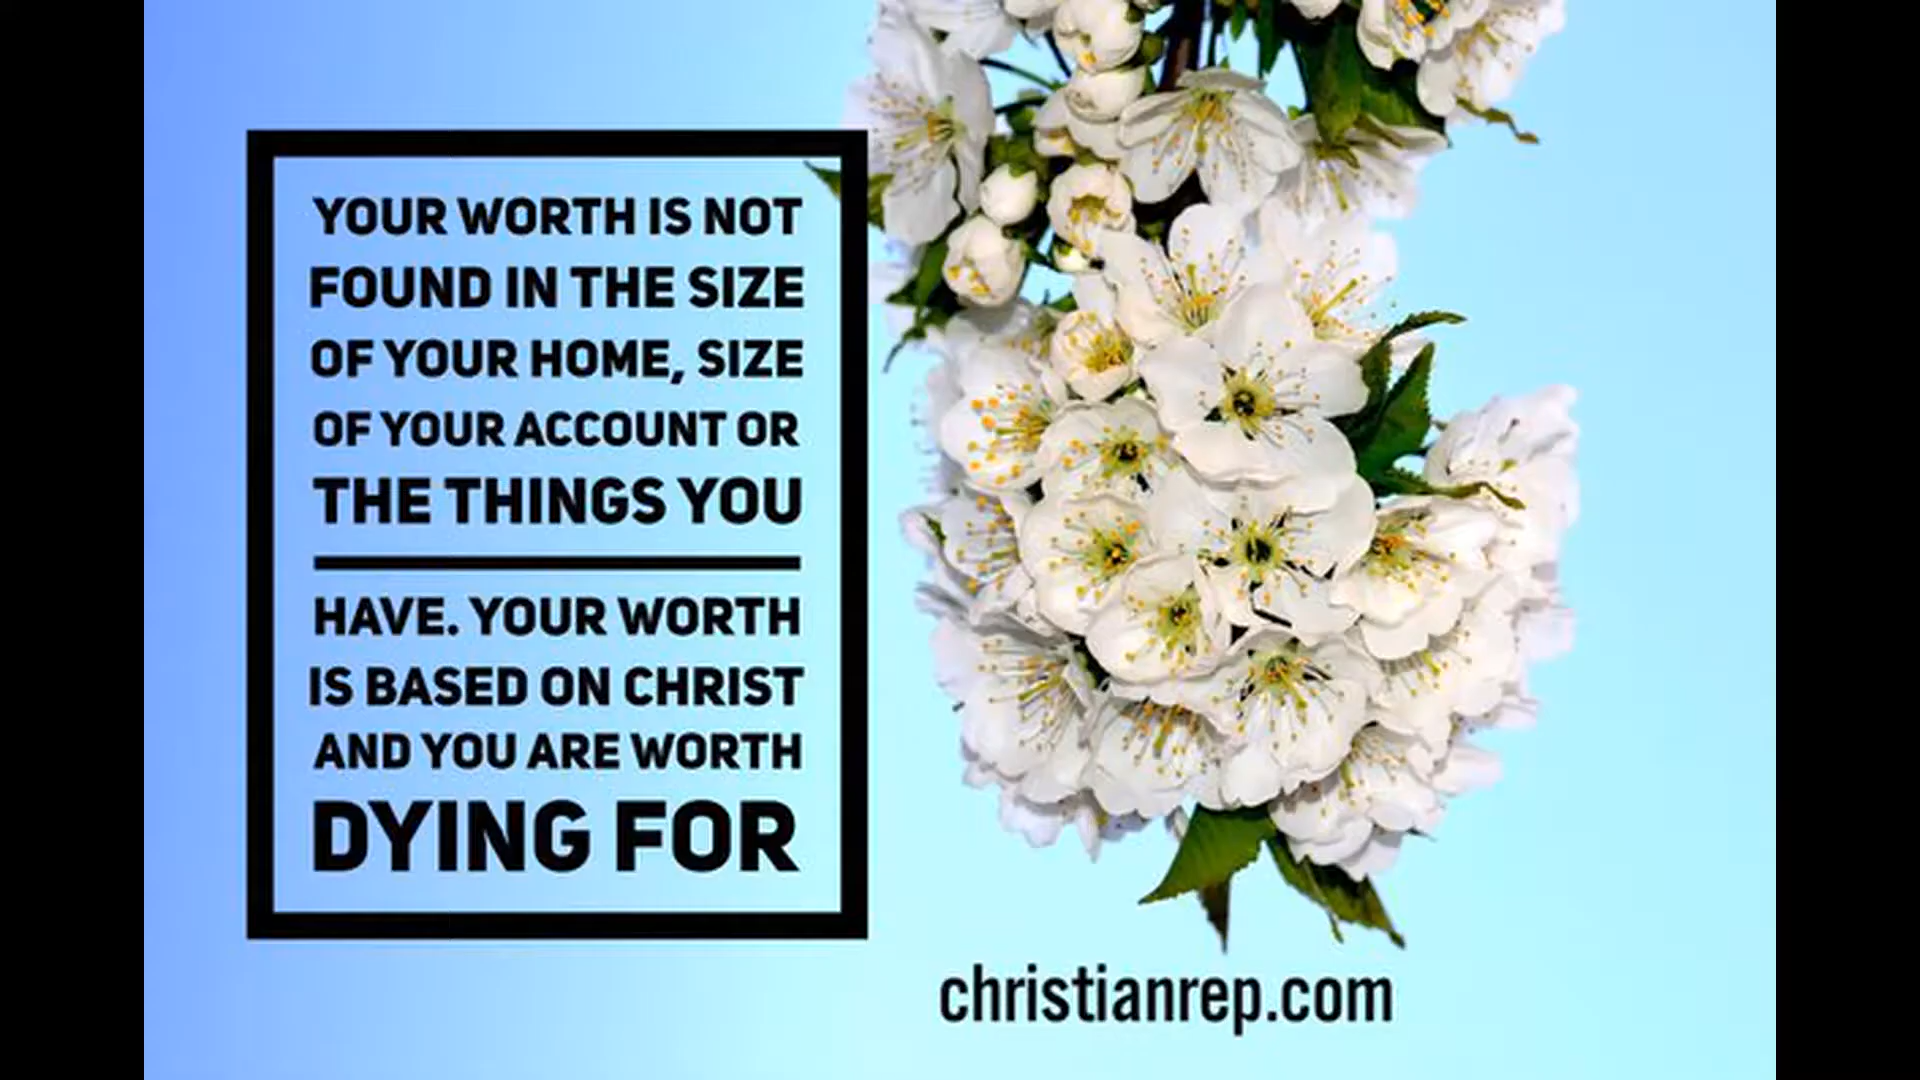 YOUR WORTH IS NOT
FOUND IN THE SIZE
OF YOUR HOME, SIZE
OF YOUR ACCOUNT OR
THE THINGS YOU
HAVE. YOUR WORTH
IS BASED ON CHRIST
AND YOU ARE WORTH
DYING FOR
christianrep.com